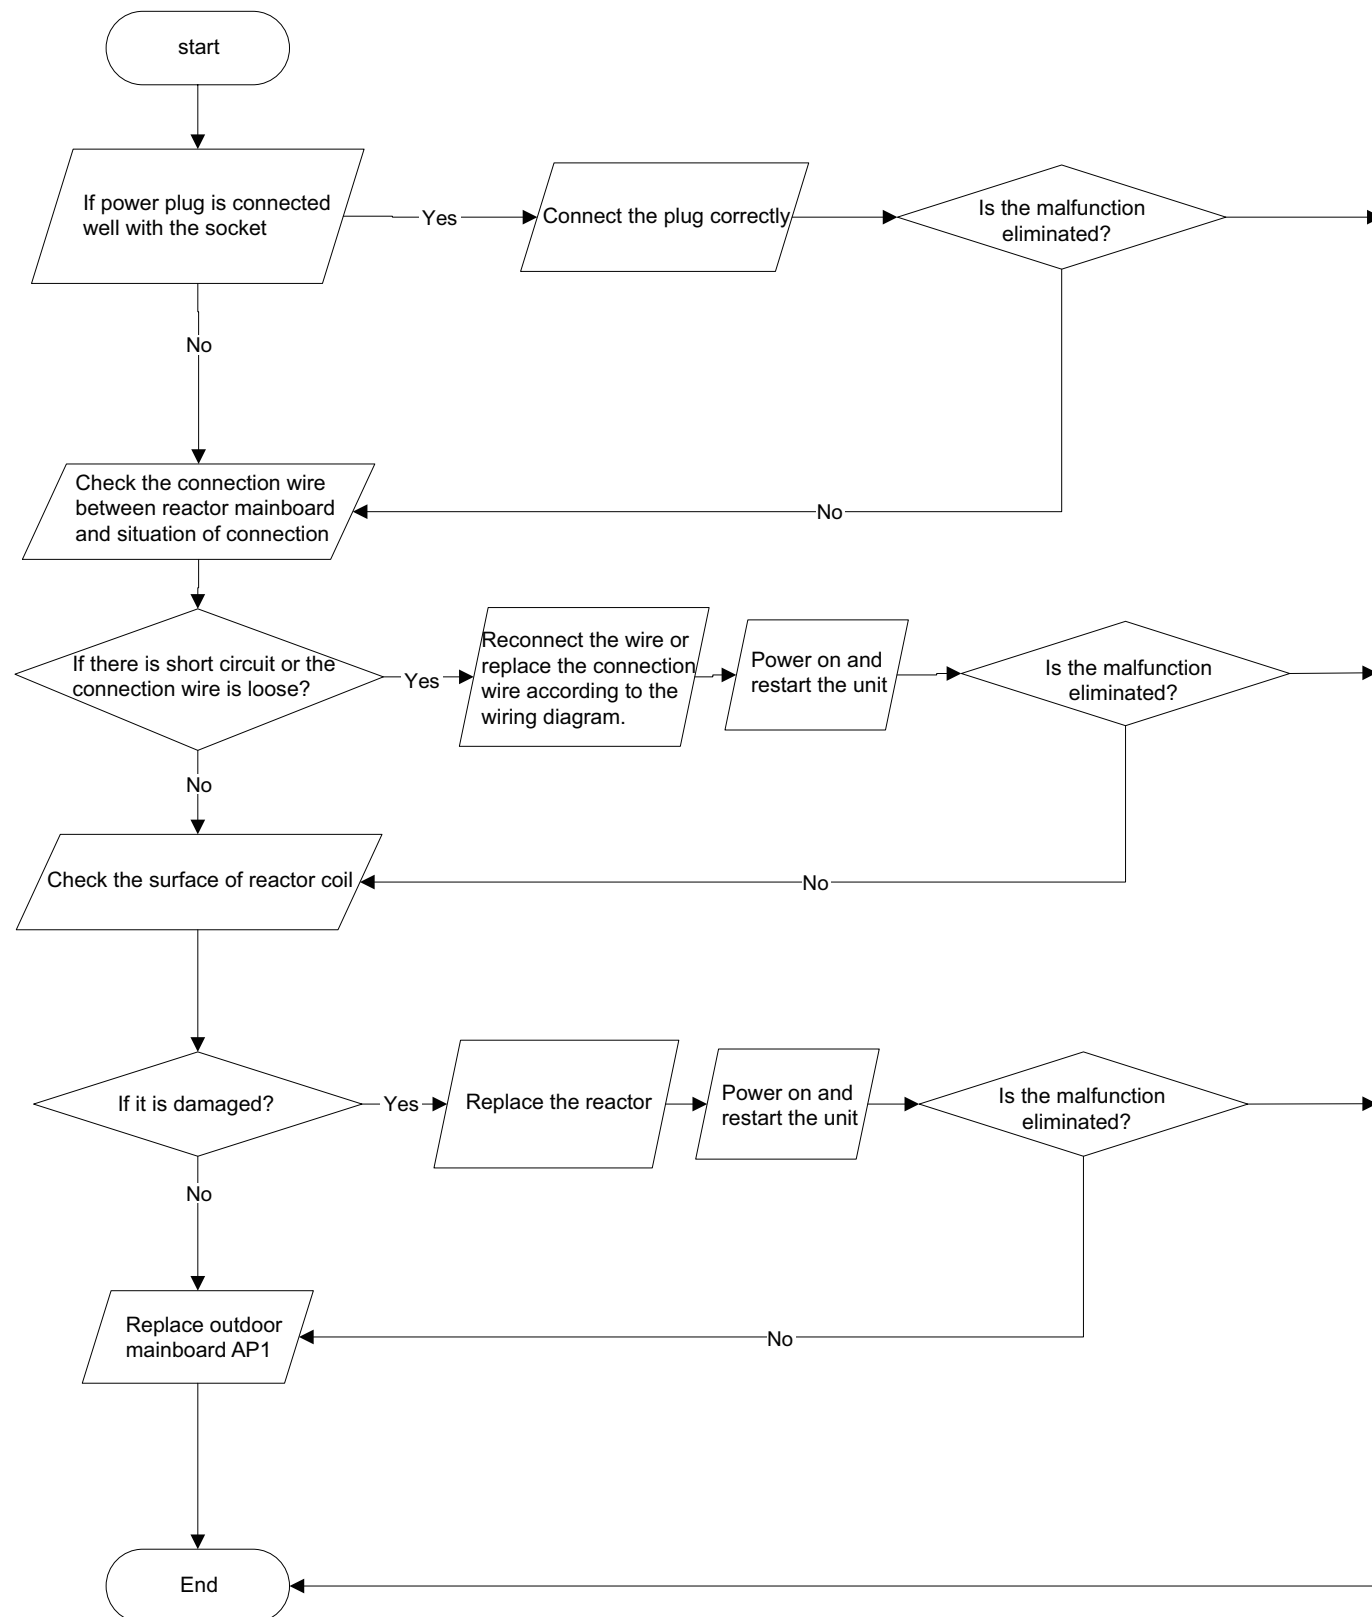 start
If power plug is connected
well with the socket
Yes
Connect the plug correctly
Is the malfunction
eliminated?
No
Check the connection wire
between reactor mainboard
and situation of connection
No
If there is short circuit or the
connection wire is loose?
Yes
Reconnect the wire or
replace the connection
wire according to the
wiring diagram.
Power on and
restart the unit
Is the malfunction
eliminated?
No
Check the surface of reactor coil
No
If it is damaged?
Yes
Replace the reactor
Power on and
restart the unit
Is the malfunction
eliminated?
No
Replace outdoor
mainboard AP1
No
End